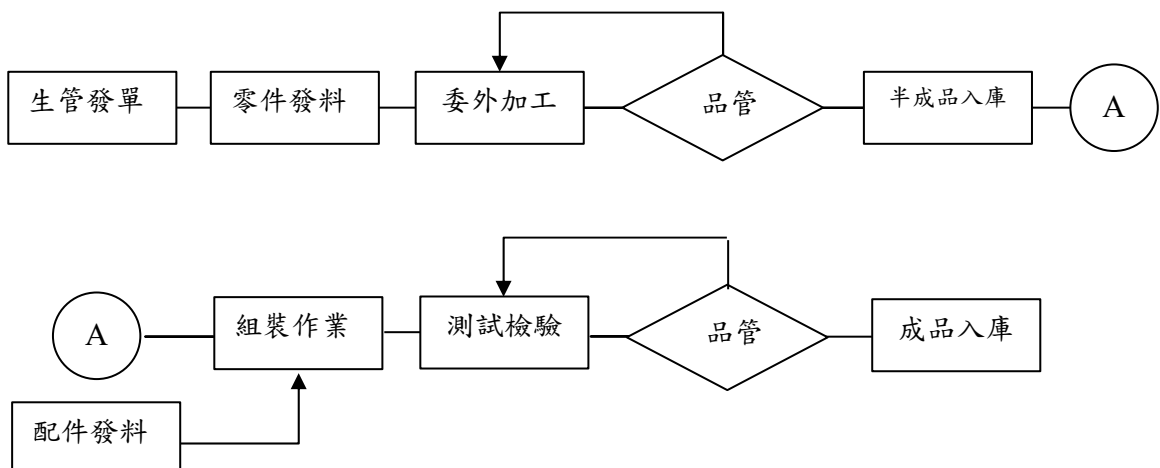 生管發單
零件發料
委外加工
品管
半成品入庫
A
A
組裝作業
測試檢驗
品管
成品入庫
配件發料